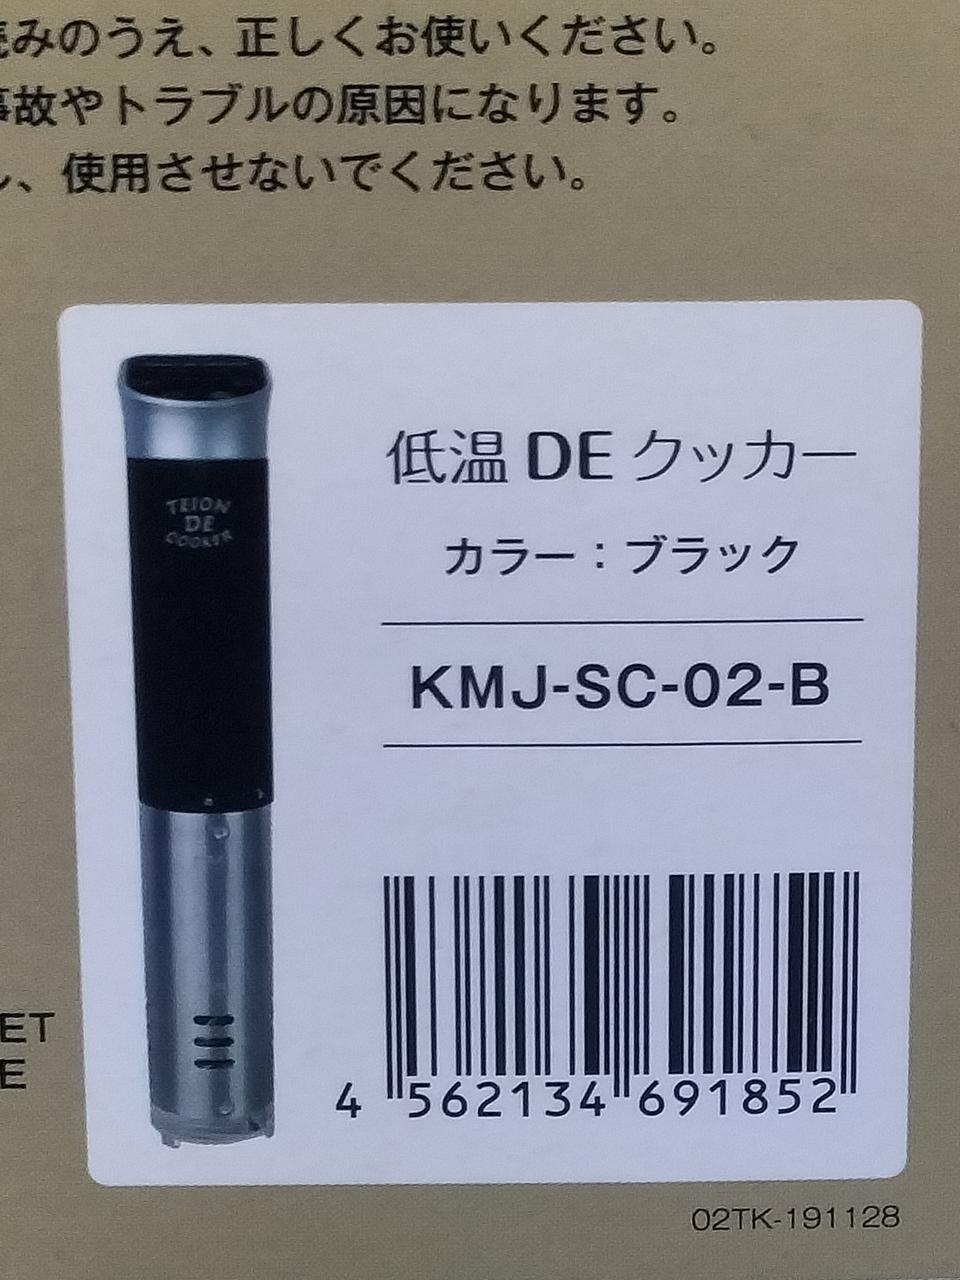 みのうえ、正しくお使いください。
故やトラブルの原因になります。
、使用させないでください。
TEION
DE
COOKER
低温 DE クッカー
カラー：ブラック
KMJ-SC-02-B
4 562134 691852
ET
E
02TK-191128